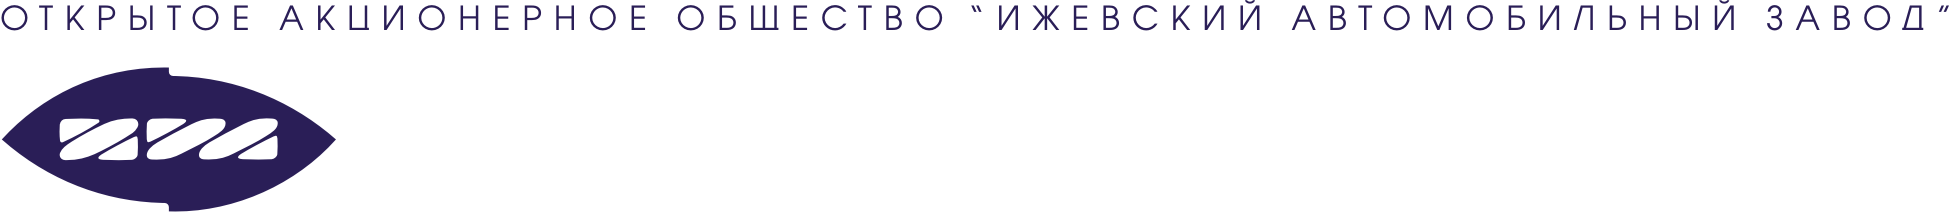 ОТКРЫТОЕ АКЦИОНЕРНОЕ ОБЩЕСТВО “ИЖЕВСКИЙ АВТОМОБИЛЬНЫЙ ЗАВОД”